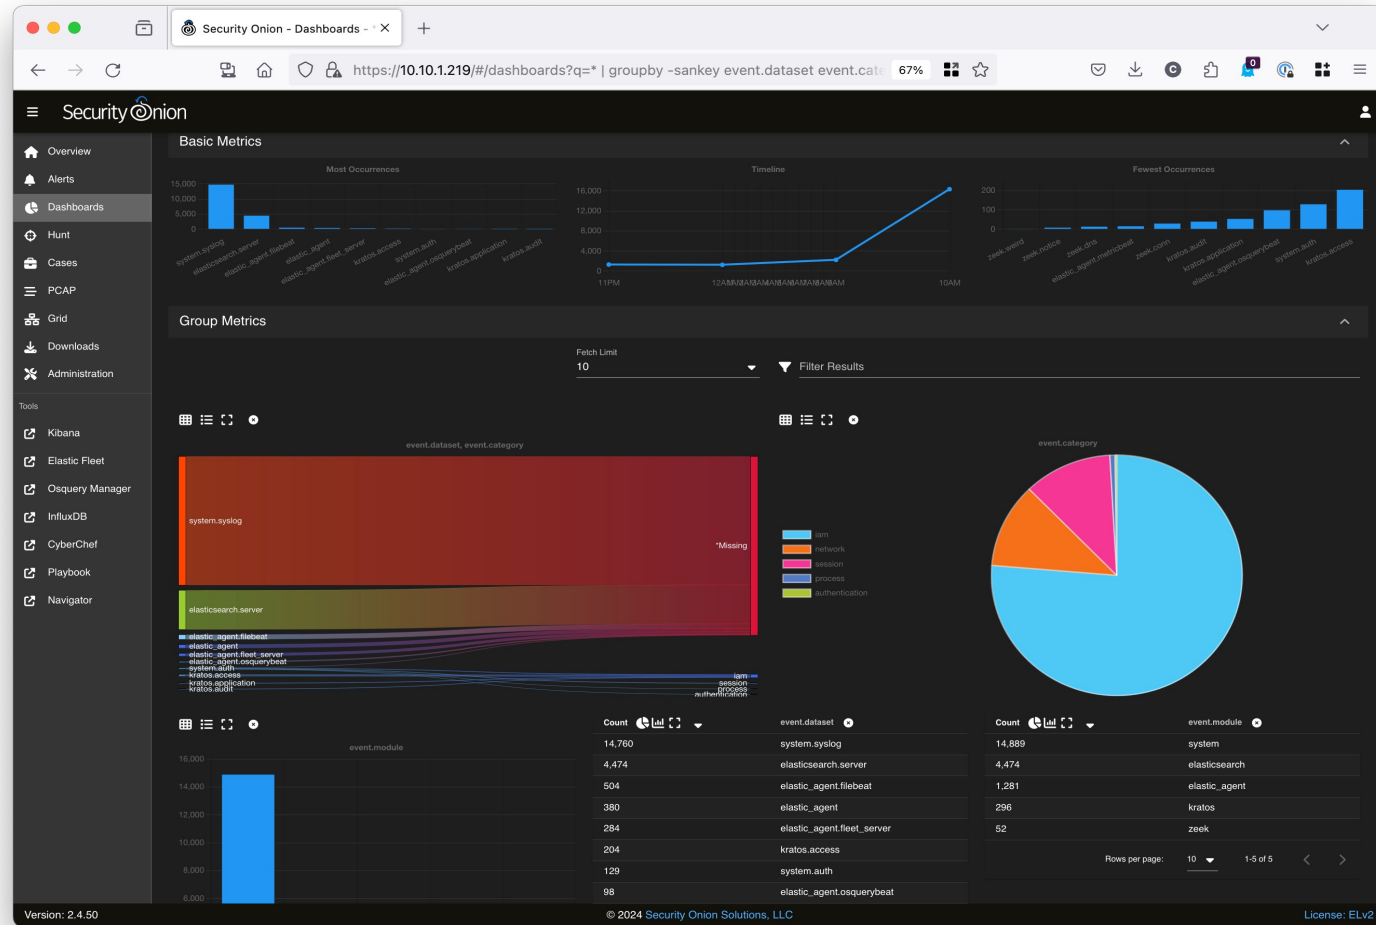 Security Onion - Dashboards - *
https://10.10.1.219/#/dashboards?q=* | groupby -sankey event.dataset event.cate
67%
0
Security Onion
Overview
Alerts
Dashboards
Hunt
Cases
PCAP
Grid
Downloads
Administration
Tools
Kibana
Elastic Fleet
Osquery Manager
InfluxDB
CyberChef
Playbook
Navigator
Basic Metrics
Most Occurrences
15,000
10,000
5,000
0
system.syslog
elasticsearch.server
elastic_agent.filebeat
elastic_agent
elastic_agent.fleet_server
kratos.access
system.auth
elastic_agent.osquerybeat
kratos.application
kratos.audit
Timeline
16,000
12,000
8,000
4,000
0
11PM
10AM
Fewest Occurrences
200
100
0
zeek.weird
zeek.notice
zeek.dns
elastic_agent.metricbeat
zeek.conn
kratos.audit
kratos.application
elastic_agent.osquerybeat
system.auth
kratos.access
Group Metrics
Fetch Limit
10
Filter Results
event.dataset, event.category
system.syslog
elasticsearch.server
elastic_agent.filebeat
elastic_agent
elastic_agent.fleet_server
elastic_agent.osquerybeat
system.auth
kratos.access
kratos.application
kratos.audit
*Missing
iam
session
process
authentication
event.category
iam
network
session
process
authentication
event.module
16,000
14,000
12,000
10,000
8,000
6,000
Count event.dataset
14,760 system.syslog
4,474 elasticsearch.server
504 elastic_agent.filebeat
380 elastic_agent
284 elastic_agent.fleet_server
204 kratos.access
129 system.auth
98 elastic_agent.osquerybeat
Count event.module
14,889 system
4,474 elasticsearch
1,281 elastic_agent
296 kratos
52 zeek
Rows per page: 10 1-5 of 5
Version: 2.4.50
© 2024 Security Onion Solutions, LLC
License: ELv2